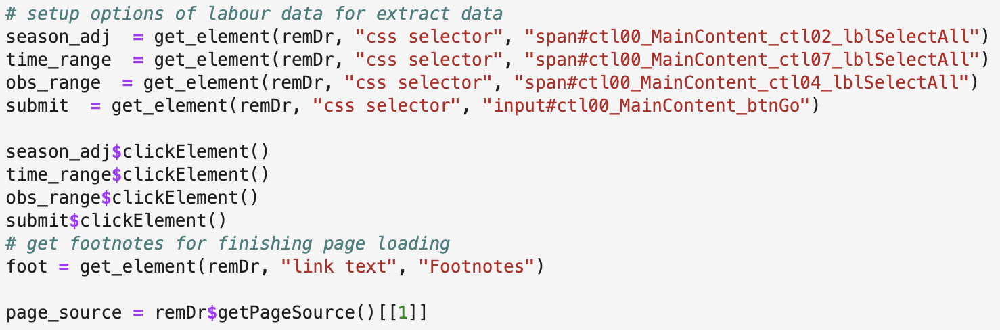 # setup options of labour data for extract data
season_adj  = get_element(remDr, "css selector", "span#ctl00_MainContent_ctl02_lblSelectAll")
time_range  = get_element(remDr, "css selector", "span#ctl00_MainContent_ctl07_lblSelectAll")
obs_range  = get_element(remDr, "css selector", "span#ctl00_MainContent_ctl04_lblSelectAll")
submit  = get_element(remDr, "css selector", "input#ctl00_MainContent_btnGo")
season_adj$clickElement()
time_range$clickElement()
obs_range$clickElement()
submit$clickElement()
# get footnotes for finishing page loading
foot = get_element(remDr, "link text", "Footnotes")
page_source = remDr$getPageSource()[[1]]